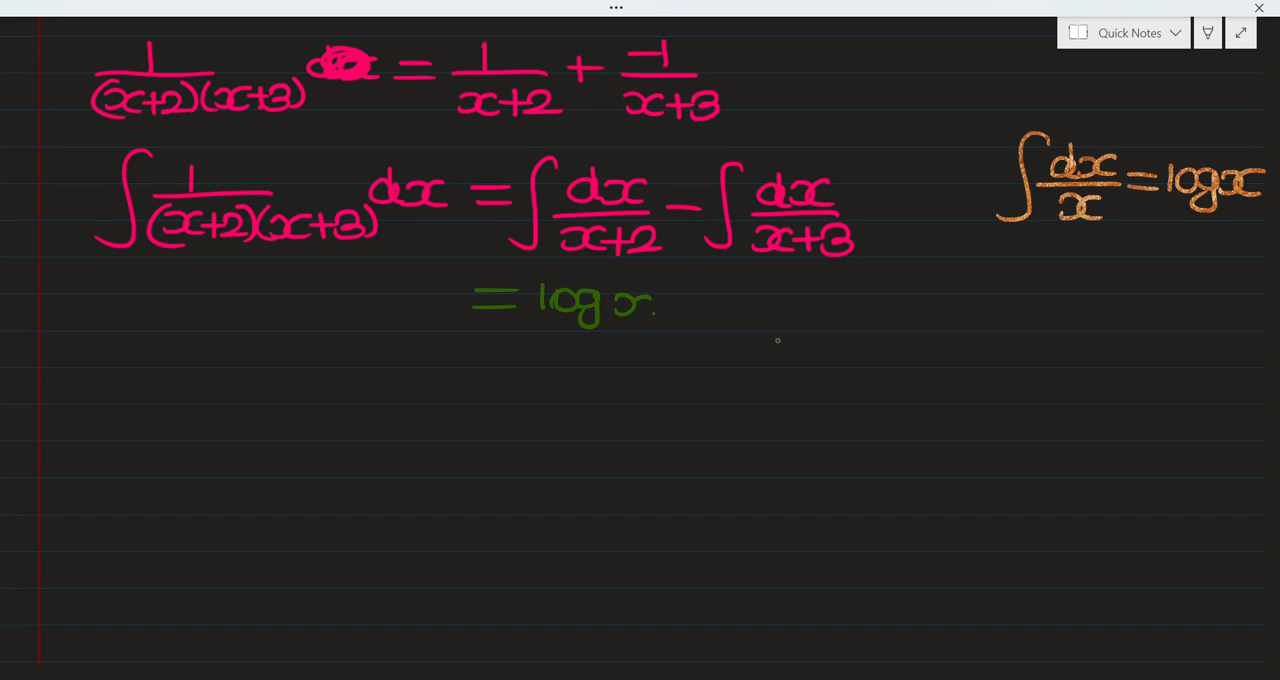 Quick Notes
1/((x+2)(x+3)) = 1/(x+2) + -1/(x+3)
∫ 1/((x+2)(x+3)) dx = ∫ dx/(x+2) - ∫ dx/(x+3)
∫ dx/x = log x
= log x.